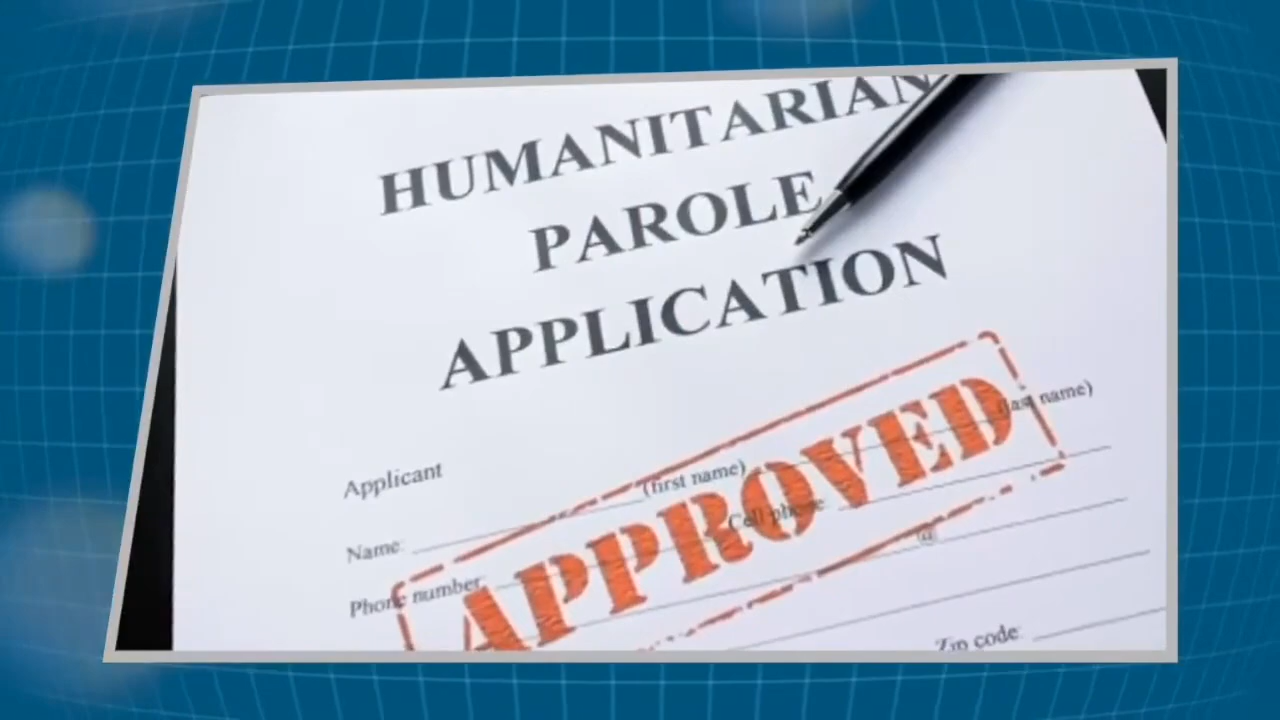 HUMANITARIAN
PAROLE
APPLICATION
Applicant
Name: (first name) (last name)
Phone number: Cell phone
@
Zip code:
APPROVED